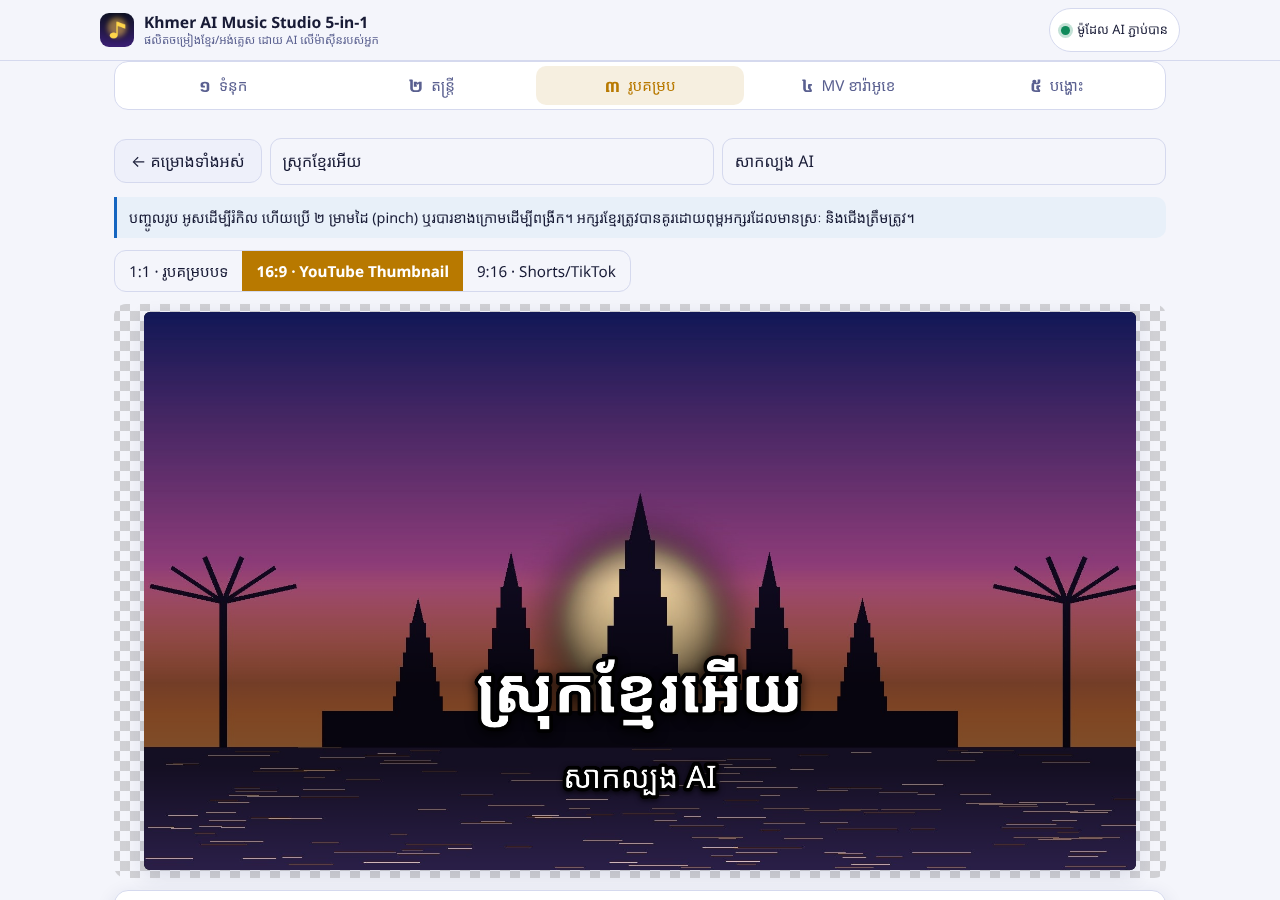 Khmer AI Music Studio 5-in-1
ផលិតចម្រៀងខ្មែរ/អង់គ្លេស ដោយ AI លើម៉ាស៊ីនរបស់អ្នក
ម៉ូដែល AI ភ្ជាប់បាន
១ ទំនុក
២ តន្ត្រី
៣ រូបគម្រប
៤ MV ខារ៉ាអូខេ
៥ បង្ហោះ
← គម្រោងទាំងអស់
ស្រុកខ្មែរអើយ
សាកល្បង AI
បញ្ចូលរូប អូសដើម្បីរំកិល ហើយប្រើ ២ ម្រាមដៃ (pinch) ឬរបារខាងក្រោមដើម្បីពង្រីក។ អក្សរខ្មែរត្រូវបានគូរដោយពុម្ពអក្សរដែលមានស្រៈ និងជើងត្រឹមត្រូវ។
1:1 · រូបគម្របបទ
16:9 · YouTube Thumbnail
9:16 · Shorts/TikTok
ស្រុកខ្មែរអើយ
សាកល្បង AI